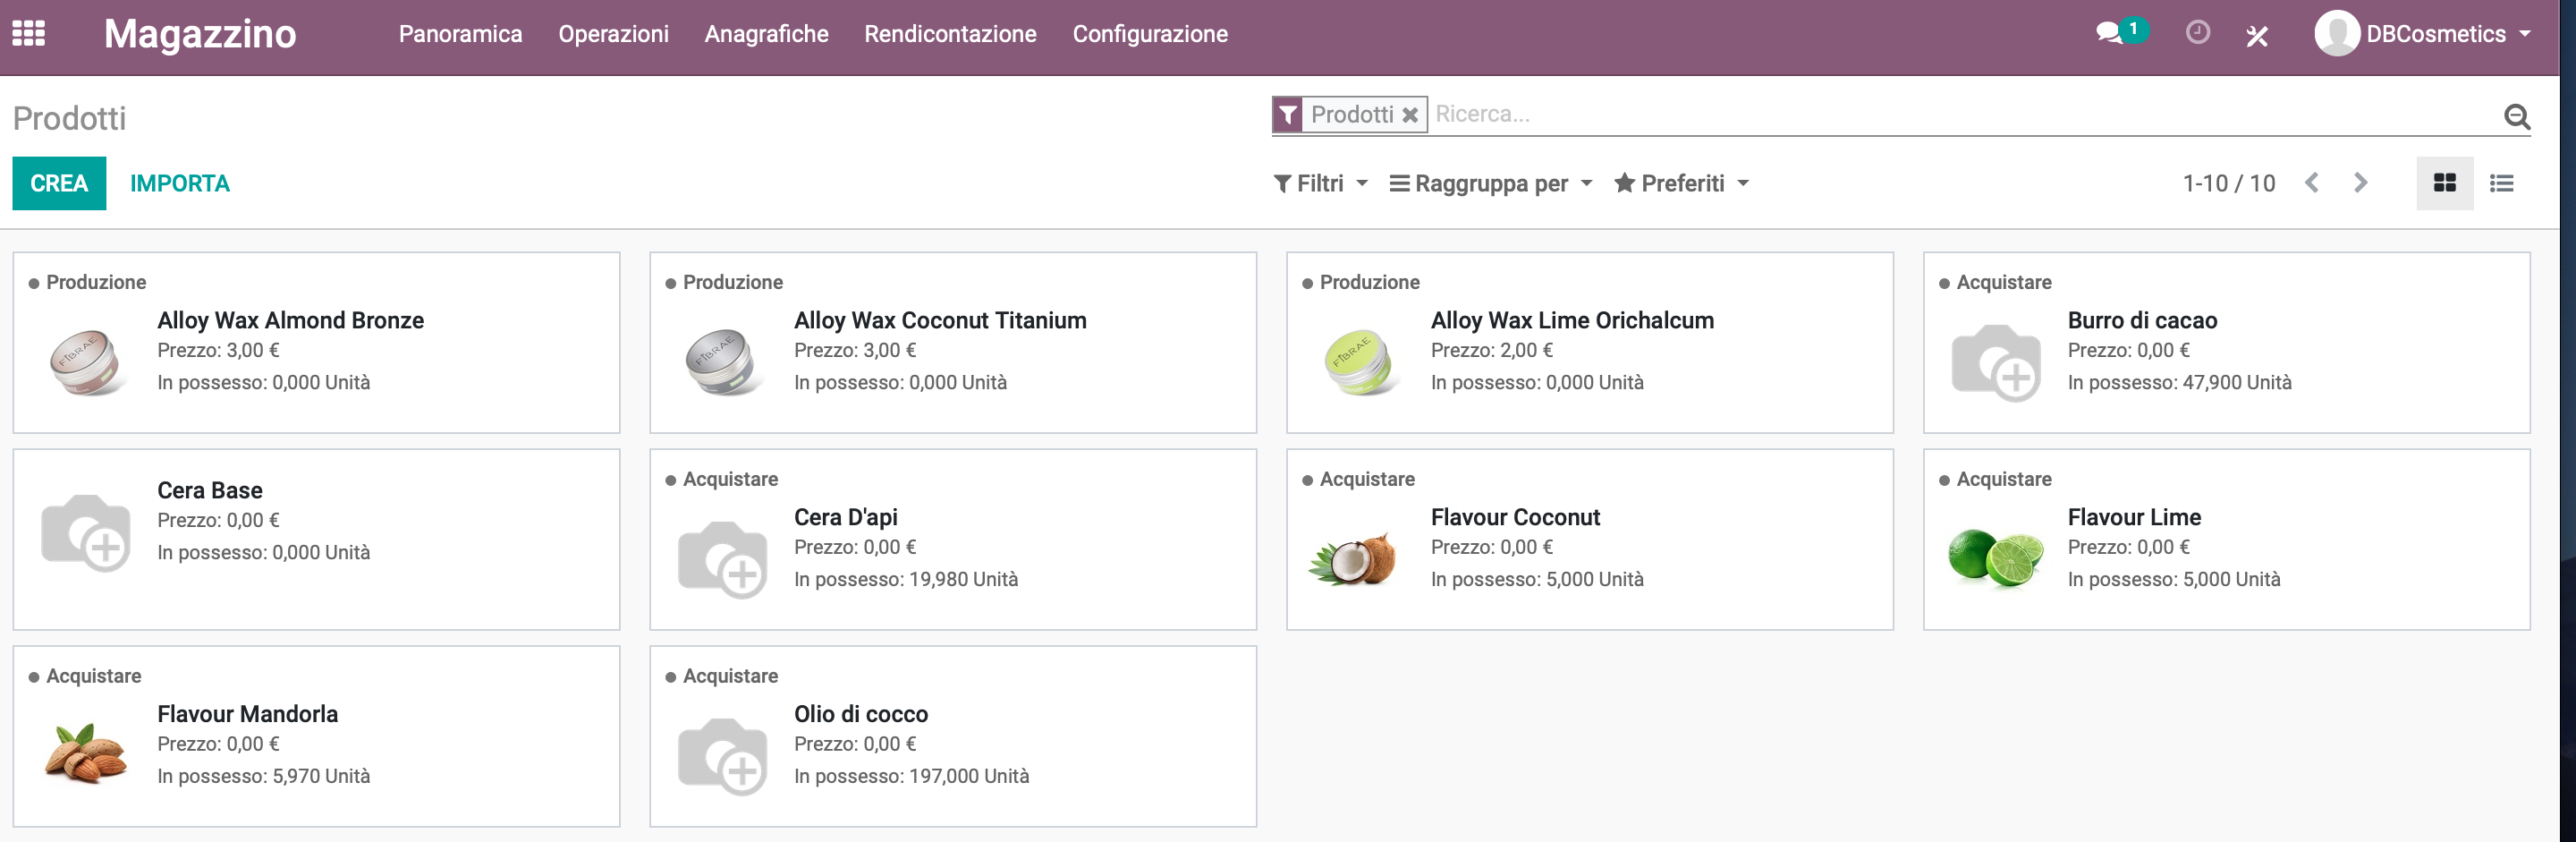 Magazzino Panoramica Operazioni Anagrafiche Rendicontazione Configurazione 1 DBCosmetics
Prodotti Prodotti Ricerca...
CREA IMPORTA Filtri Raggruppa per Preferiti 1-10 / 10
Produzione
Alloy Wax Almond Bronze
Prezzo: 3,00 €
In possesso: 0,000 Unità
FIBRAE
Produzione
Alloy Wax Coconut Titanium
Prezzo: 3,00 €
In possesso: 0,000 Unità
FIBRAE
Produzione
Alloy Wax Lime Orichalcum
Prezzo: 2,00 €
In possesso: 0,000 Unità
FIBRAE
Acquistare
Burro di cacao
Prezzo: 0,00 €
In possesso: 47,900 Unità
Cera Base
Prezzo: 0,00 €
In possesso: 0,000 Unità
Acquistare
Cera D'api
Prezzo: 0,00 €
In possesso: 19,980 Unità
Acquistare
Flavour Coconut
Prezzo: 0,00 €
In possesso: 5,000 Unità
Acquistare
Flavour Lime
Prezzo: 0,00 €
In possesso: 5,000 Unità
Acquistare
Flavour Mandorla
Prezzo: 0,00 €
In possesso: 5,970 Unità
Acquistare
Olio di cocco
Prezzo: 0,00 €
In possesso: 197,000 Unità